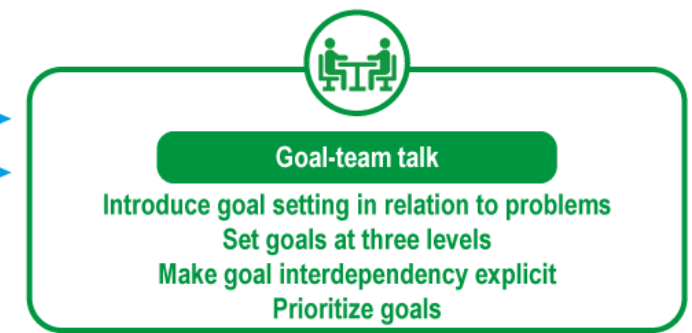 Goal-team talk
Introduce goal setting in relation to problems
Set goals at three levels
Make goal interdependency explicit
Prioritize goals